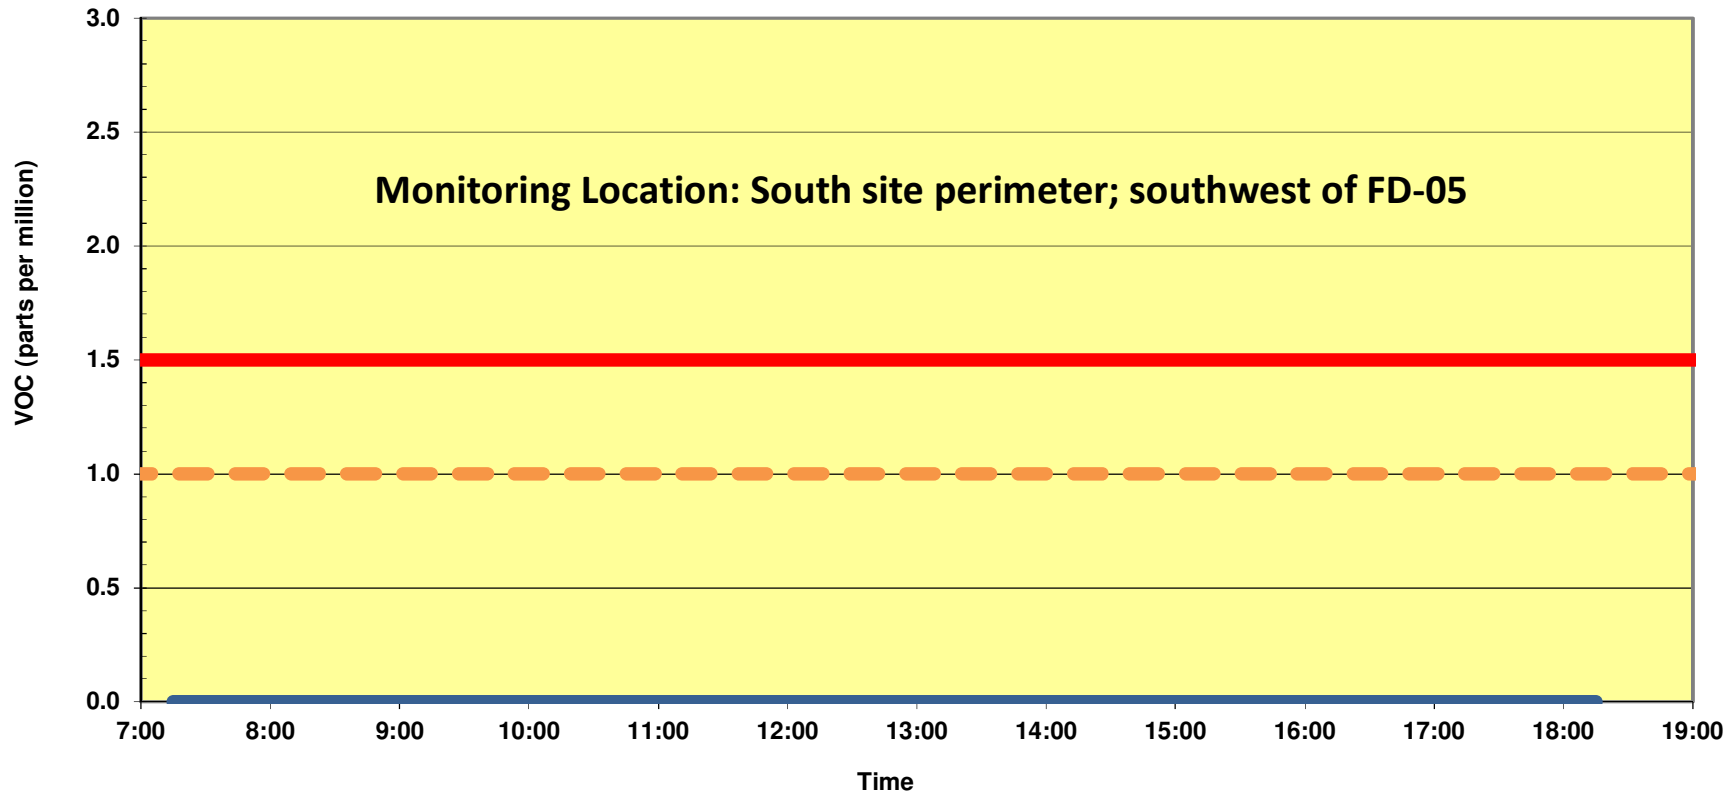 3.0
2.5
Monitoring Location: South site perimeter; southwest of FD-05
2.0
VOC (parts per million)
1.5
1.0
0.5
0.0
7:00 8:00 9:00 10:00 11:00 12:00 13:00 14:00 15:00 16:00 17:00 18:00 19:00
Time